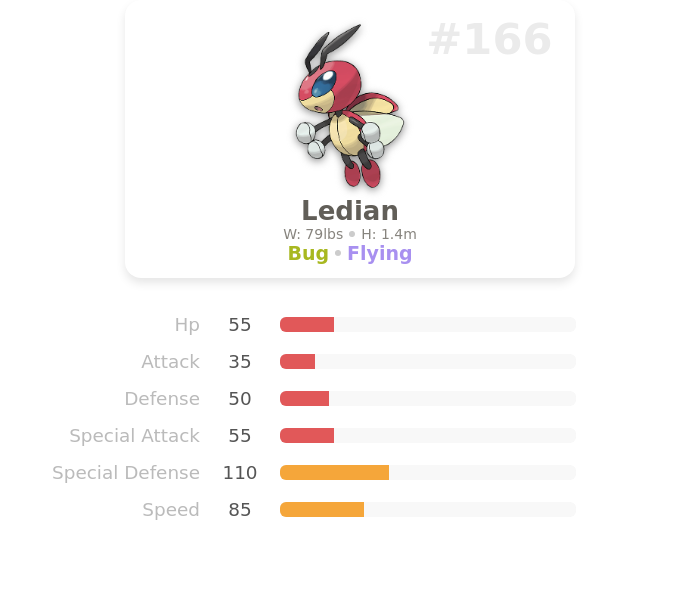 #166
Ledian
W: 79lbs • H: 1.4m
Bug • Flying
Hp 55
Attack 35
Defense 50
Special Attack 55
Special Defense 110
Speed 85